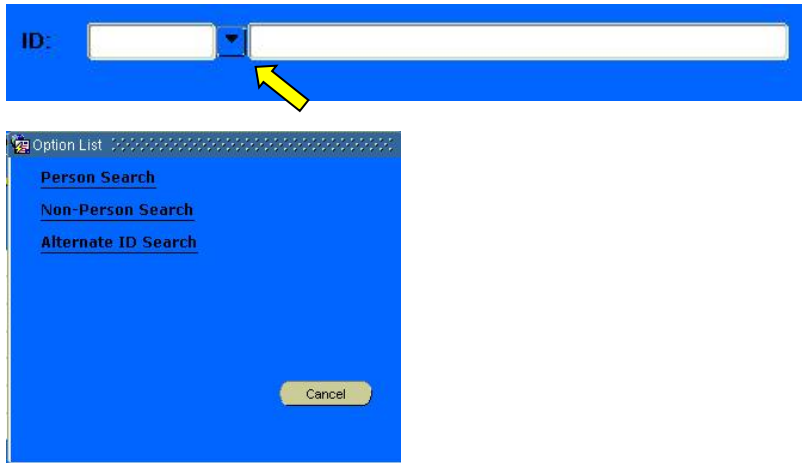 ID:
Option List
Person Search
Non-Person Search
Alternate ID Search
Cancel